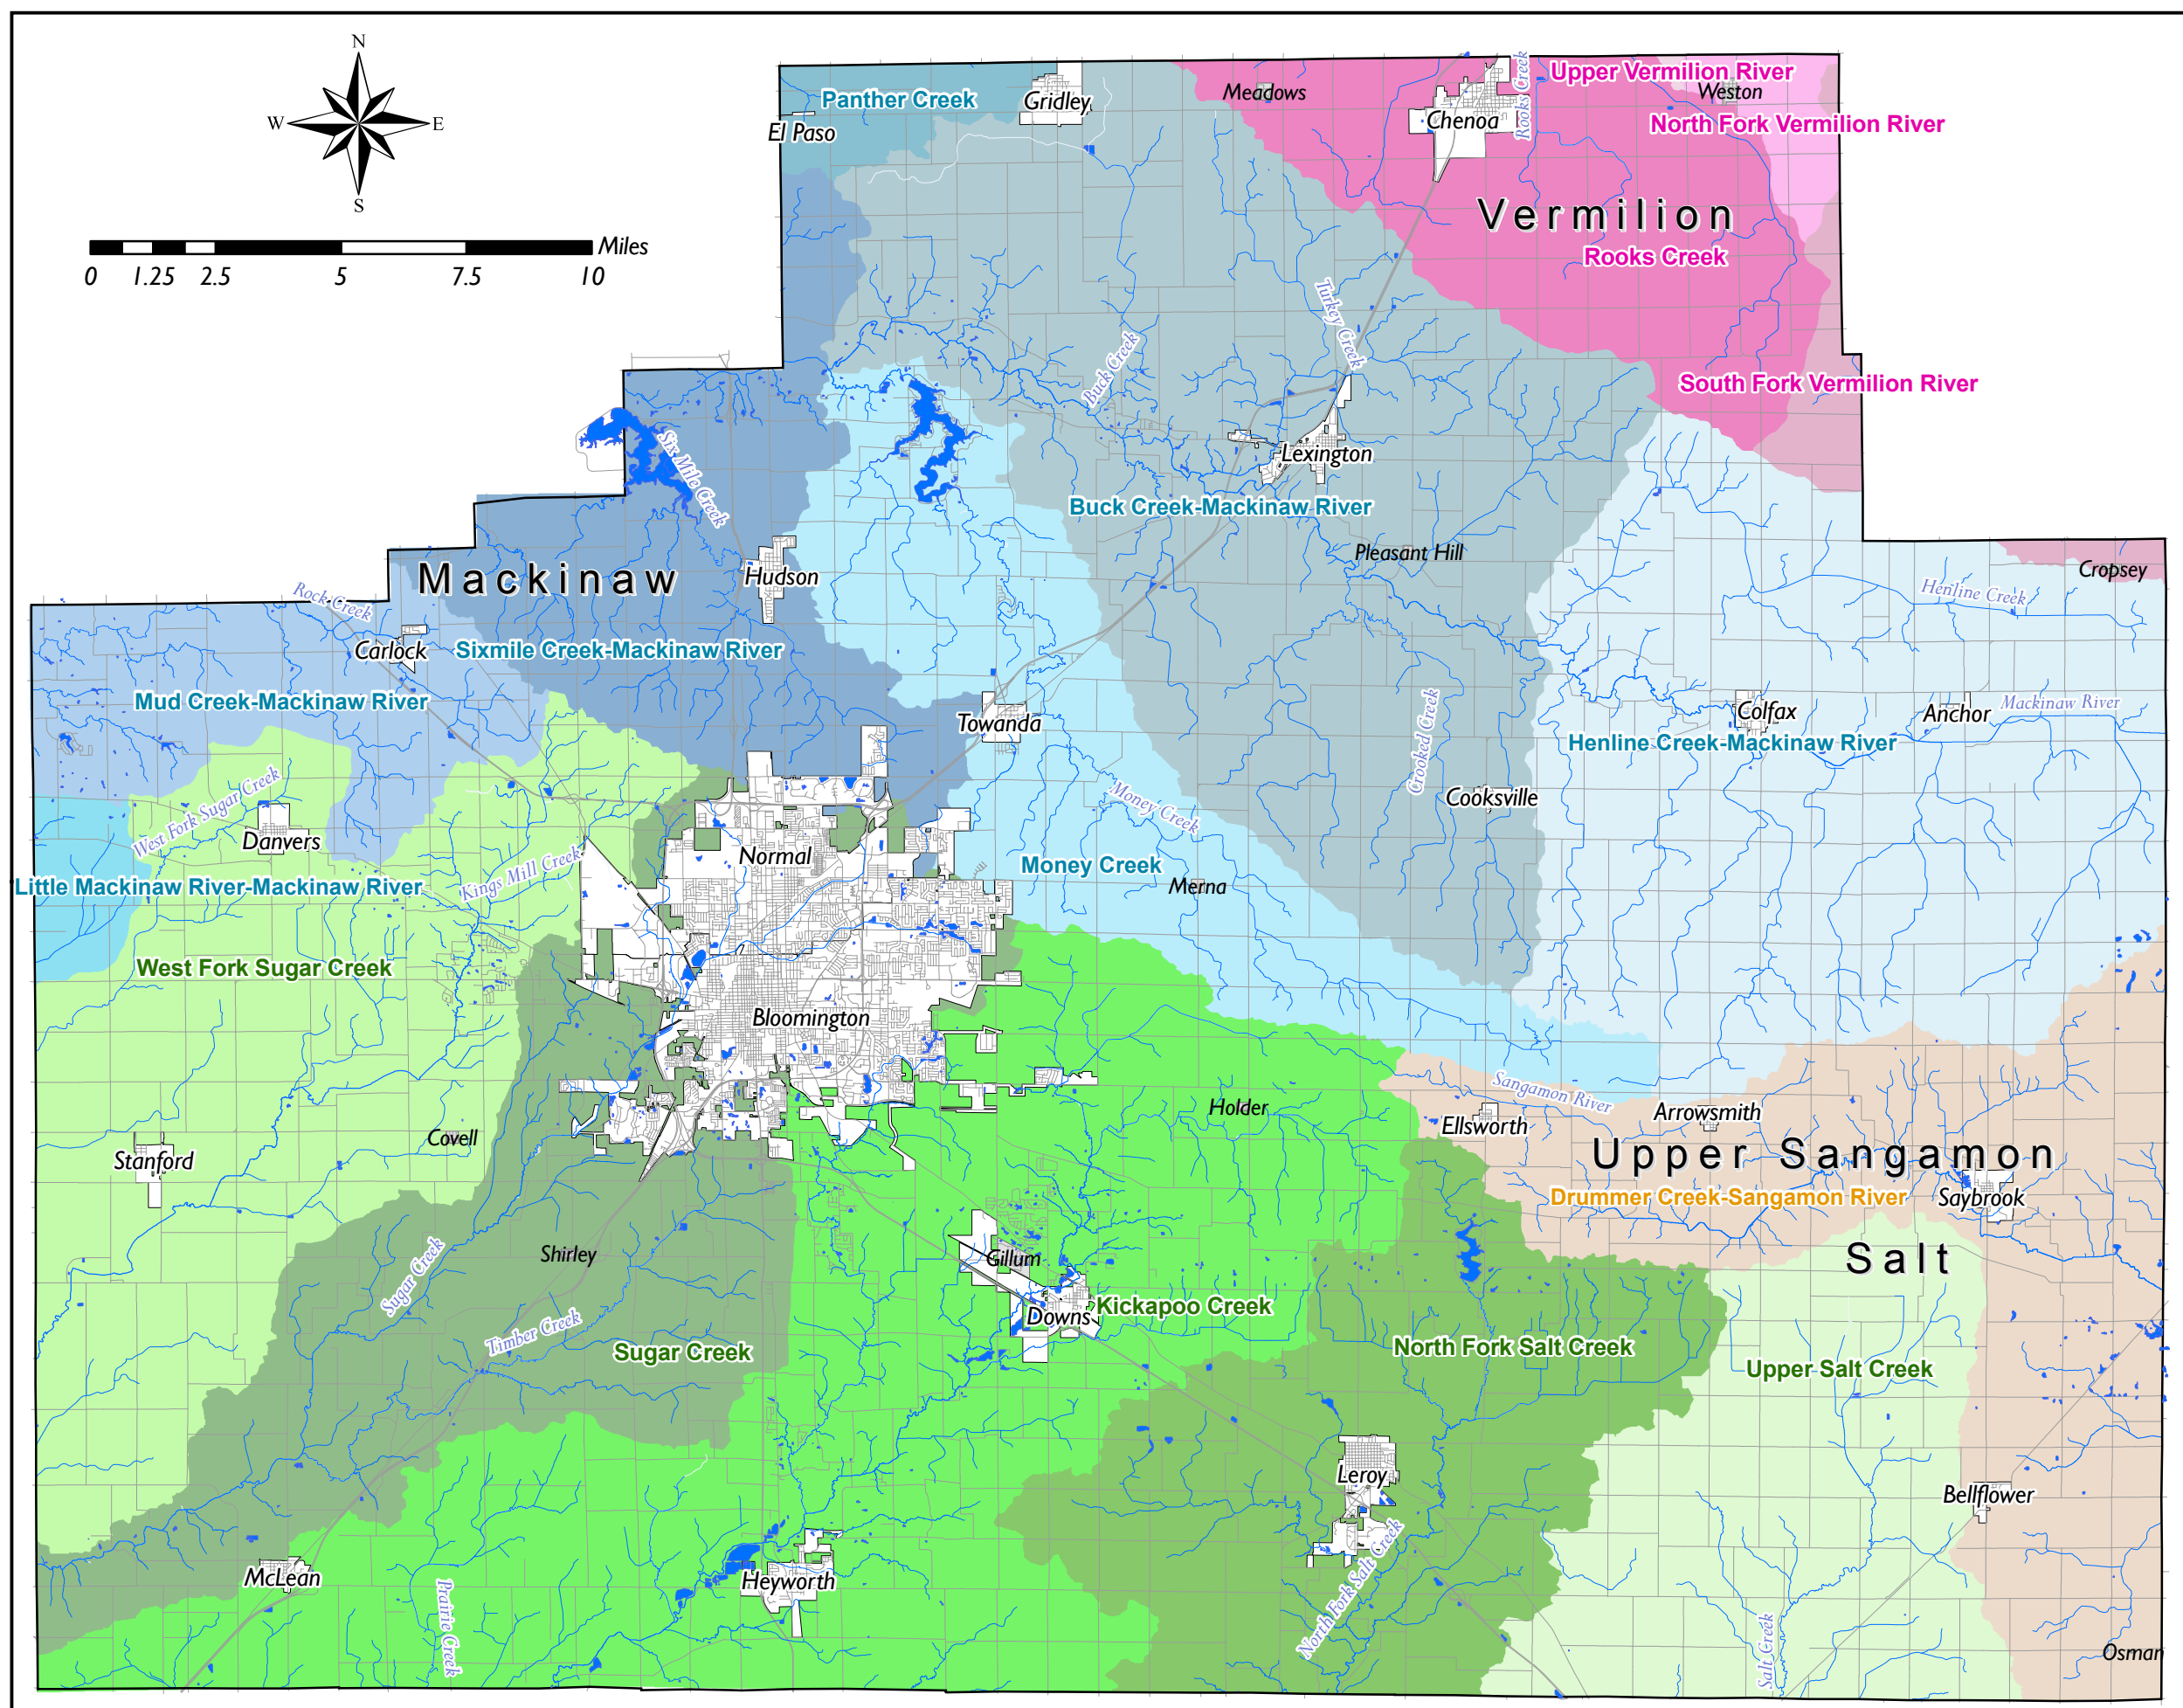 N
W
E
S
Miles
0 1.25 2.5 5 7.5 10
Panther Creek
Gridley
El Paso
Meadows
Chenoa
Rooks Creek
Upper Vermilion River
Weston
North Fork Vermilion River
Vermilion
Rooks Creek
South Fork Vermilion River
Turkey Creek
Buck Creek
Lexington
Buck Creek-Mackinaw River
Pleasant Hill
Six Mile Creek
Hudson
Mackinaw
Rock Creek
Carlock
Sixmile Creek-Mackinaw River
Mud Creek-Mackinaw River
Cropsey
Henline Creek
Mackinaw River
Colfax
Anchor
Henline Creek-Mackinaw River
Towanda
Crooked Creek
Cooksville
Money Creek
West Fork Sugar Creek
Danvers
Kings Mill Creek
Normal
Money Creek
Merna
Little Mackinaw River-Mackinaw River
West Fork Sugar Creek
Bloomington
Sangamon River
Holder
Ellsworth
Arrowsmith
Covell
Stanford
Upper Sangamon
Drummer Creek-Sangamon River
Saybrook
Shirley
Sugar Creek
Timber Creek
Gillum
Salt
Downs
Kickapoo Creek
Sugar Creek
North Fork Salt Creek
Upper Salt Creek
Leroy
Bellflower
McLean
Heyworth
Prairie Creek
North Fork Salt Creek
Salt Creek
Osman